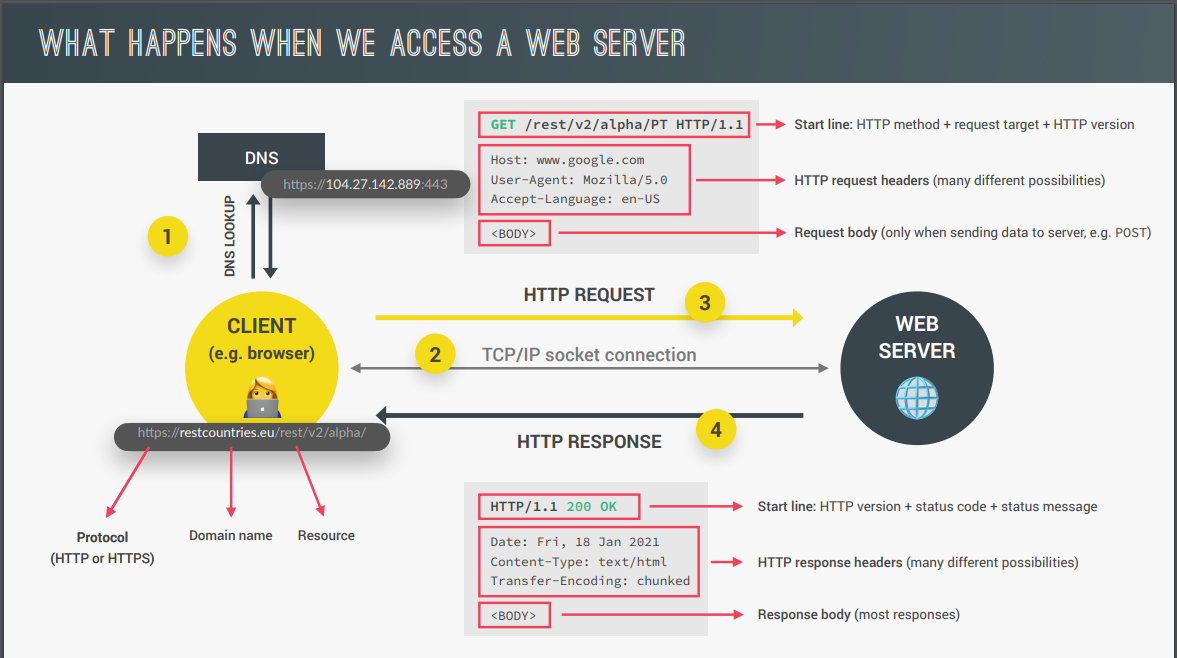 WHAT HAPPENS WHEN WE ACCESS A WEB SERVER
DNS
https://104.27.142.889:443
1
DNS LOOKUP
GET /rest/v2/alpha/PT HTTP/1.1
Start line: HTTP method + request target + HTTP version
Host: www.google.com
User-Agent: Mozilla/5.0
Accept-Language: en-US
HTTP request headers (many different possibilities)
<BODY>
Request body (only when sending data to server, e.g. POST)
HTTP REQUEST
3
CLIENT
(e.g. browser)
2
TCP/IP socket connection
WEB
SERVER
HTTP RESPONSE
4
https://restcountries.eu/rest/v2/alpha/
Protocol
(HTTP or HTTPS)
Domain name
Resource
HTTP/1.1 200 OK
Start line: HTTP version + status code + status message
Date: Fri, 18 Jan 2021
Content-Type: text/html
Transfer-Encoding: chunked
HTTP response headers (many different possibilities)
<BODY>
Response body (most responses)